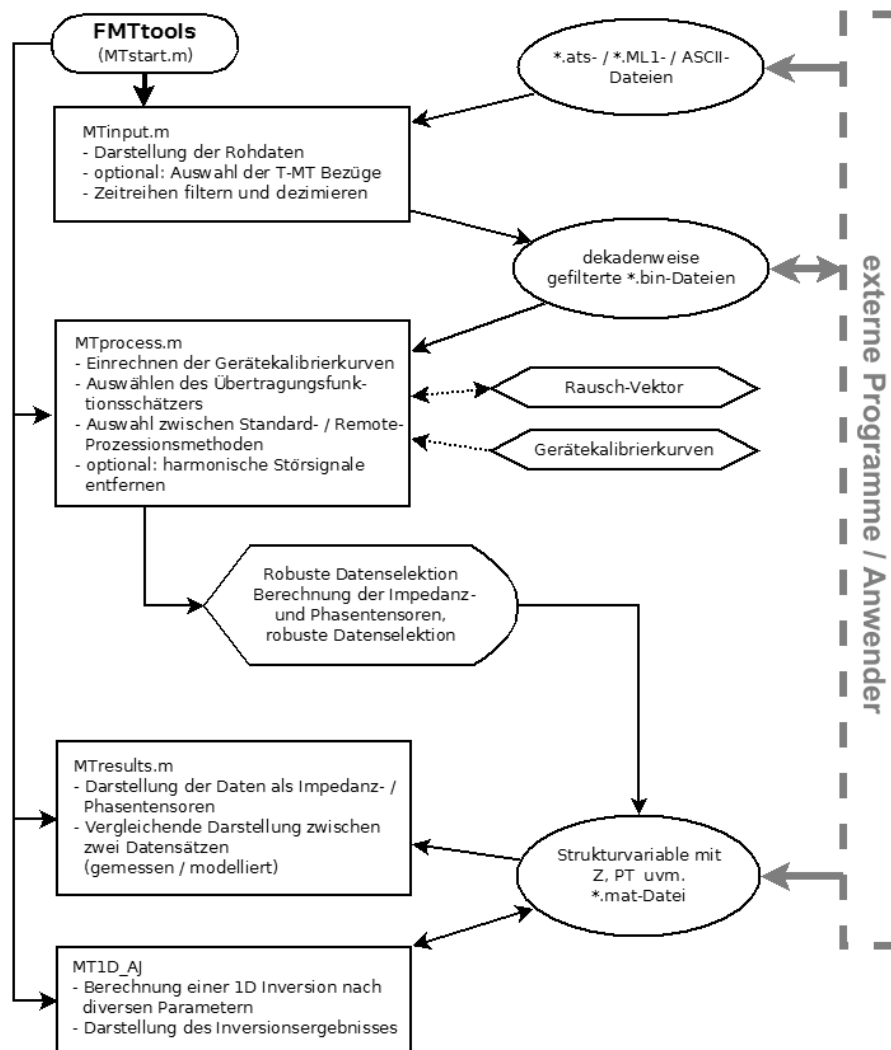 FMTtools
(MTstart.m)
*.ats- / *.ML1- / ASCII-
Dateien
MTinput.m
- Darstellung der Rohdaten
- optional: Auswahl der T-MT Bezüge
- Zeitreihen filtern und dezimieren
dekadenweise
gefilterte *.bin-Dateien
MTprocess.m
- Einrechnen der Gerätekalibrierkurven
- Auswählen des Übertragungsfunk-
tionsschätzers
- Auswahl zwischen Standard- / Remote-
Prozessionsmethoden
- optional: harmonische Störsignale
entfernen
Rausch-Vektor
Gerätekalibrierkurven
Robuste Datenselektion
Berechnung der Impedanz-
und Phasentensoren,
robuste Datenselektion
MTresults.m
- Darstellung der Daten als Impedanz- /
Phasentensoren
- Vergleichende Darstellung zwischen
zwei Datensätzen
(gemessen / modelliert)
Strukturvariable mit
Z, PT uvm.
*.mat-Datei
MT1D_AJ
- Berechnung einer 1D Inversion nach
diversen Parametern
- Darstellung des Inversionsergebnisses
externe Programme / Anwender